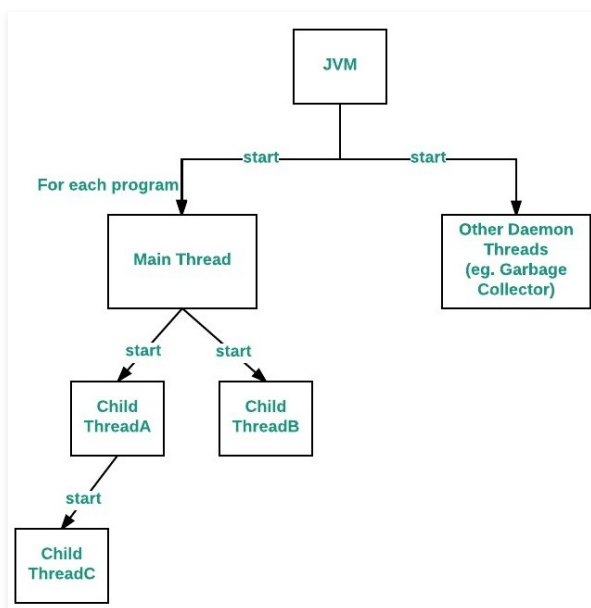 JVM
start
start
For each program
Main Thread
Other Daemon
Threads
(eg. Garbage
Collector)
start
start
Child
ThreadA
Child
ThreadB
start
Child
ThreadC